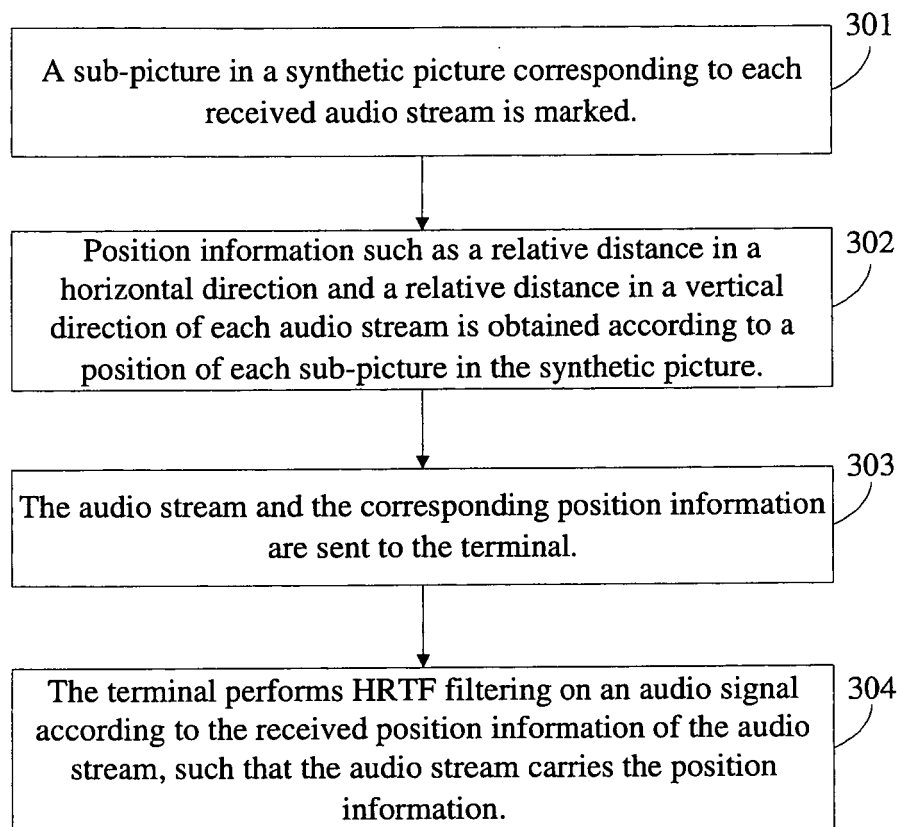 301
A sub-picture in a synthetic picture corresponding to each
received audio stream is marked.
302
Position information such as a relative distance in a
horizontal direction and a relative distance in a vertical
direction of each audio stream is obtained according to a
position of each sub-picture in the synthetic picture.
303
The audio stream and the corresponding position information
are sent to the terminal.
304
The terminal performs HRTF filtering on an audio signal
according to the received position information of the audio
stream, such that the audio stream carries the position
information.